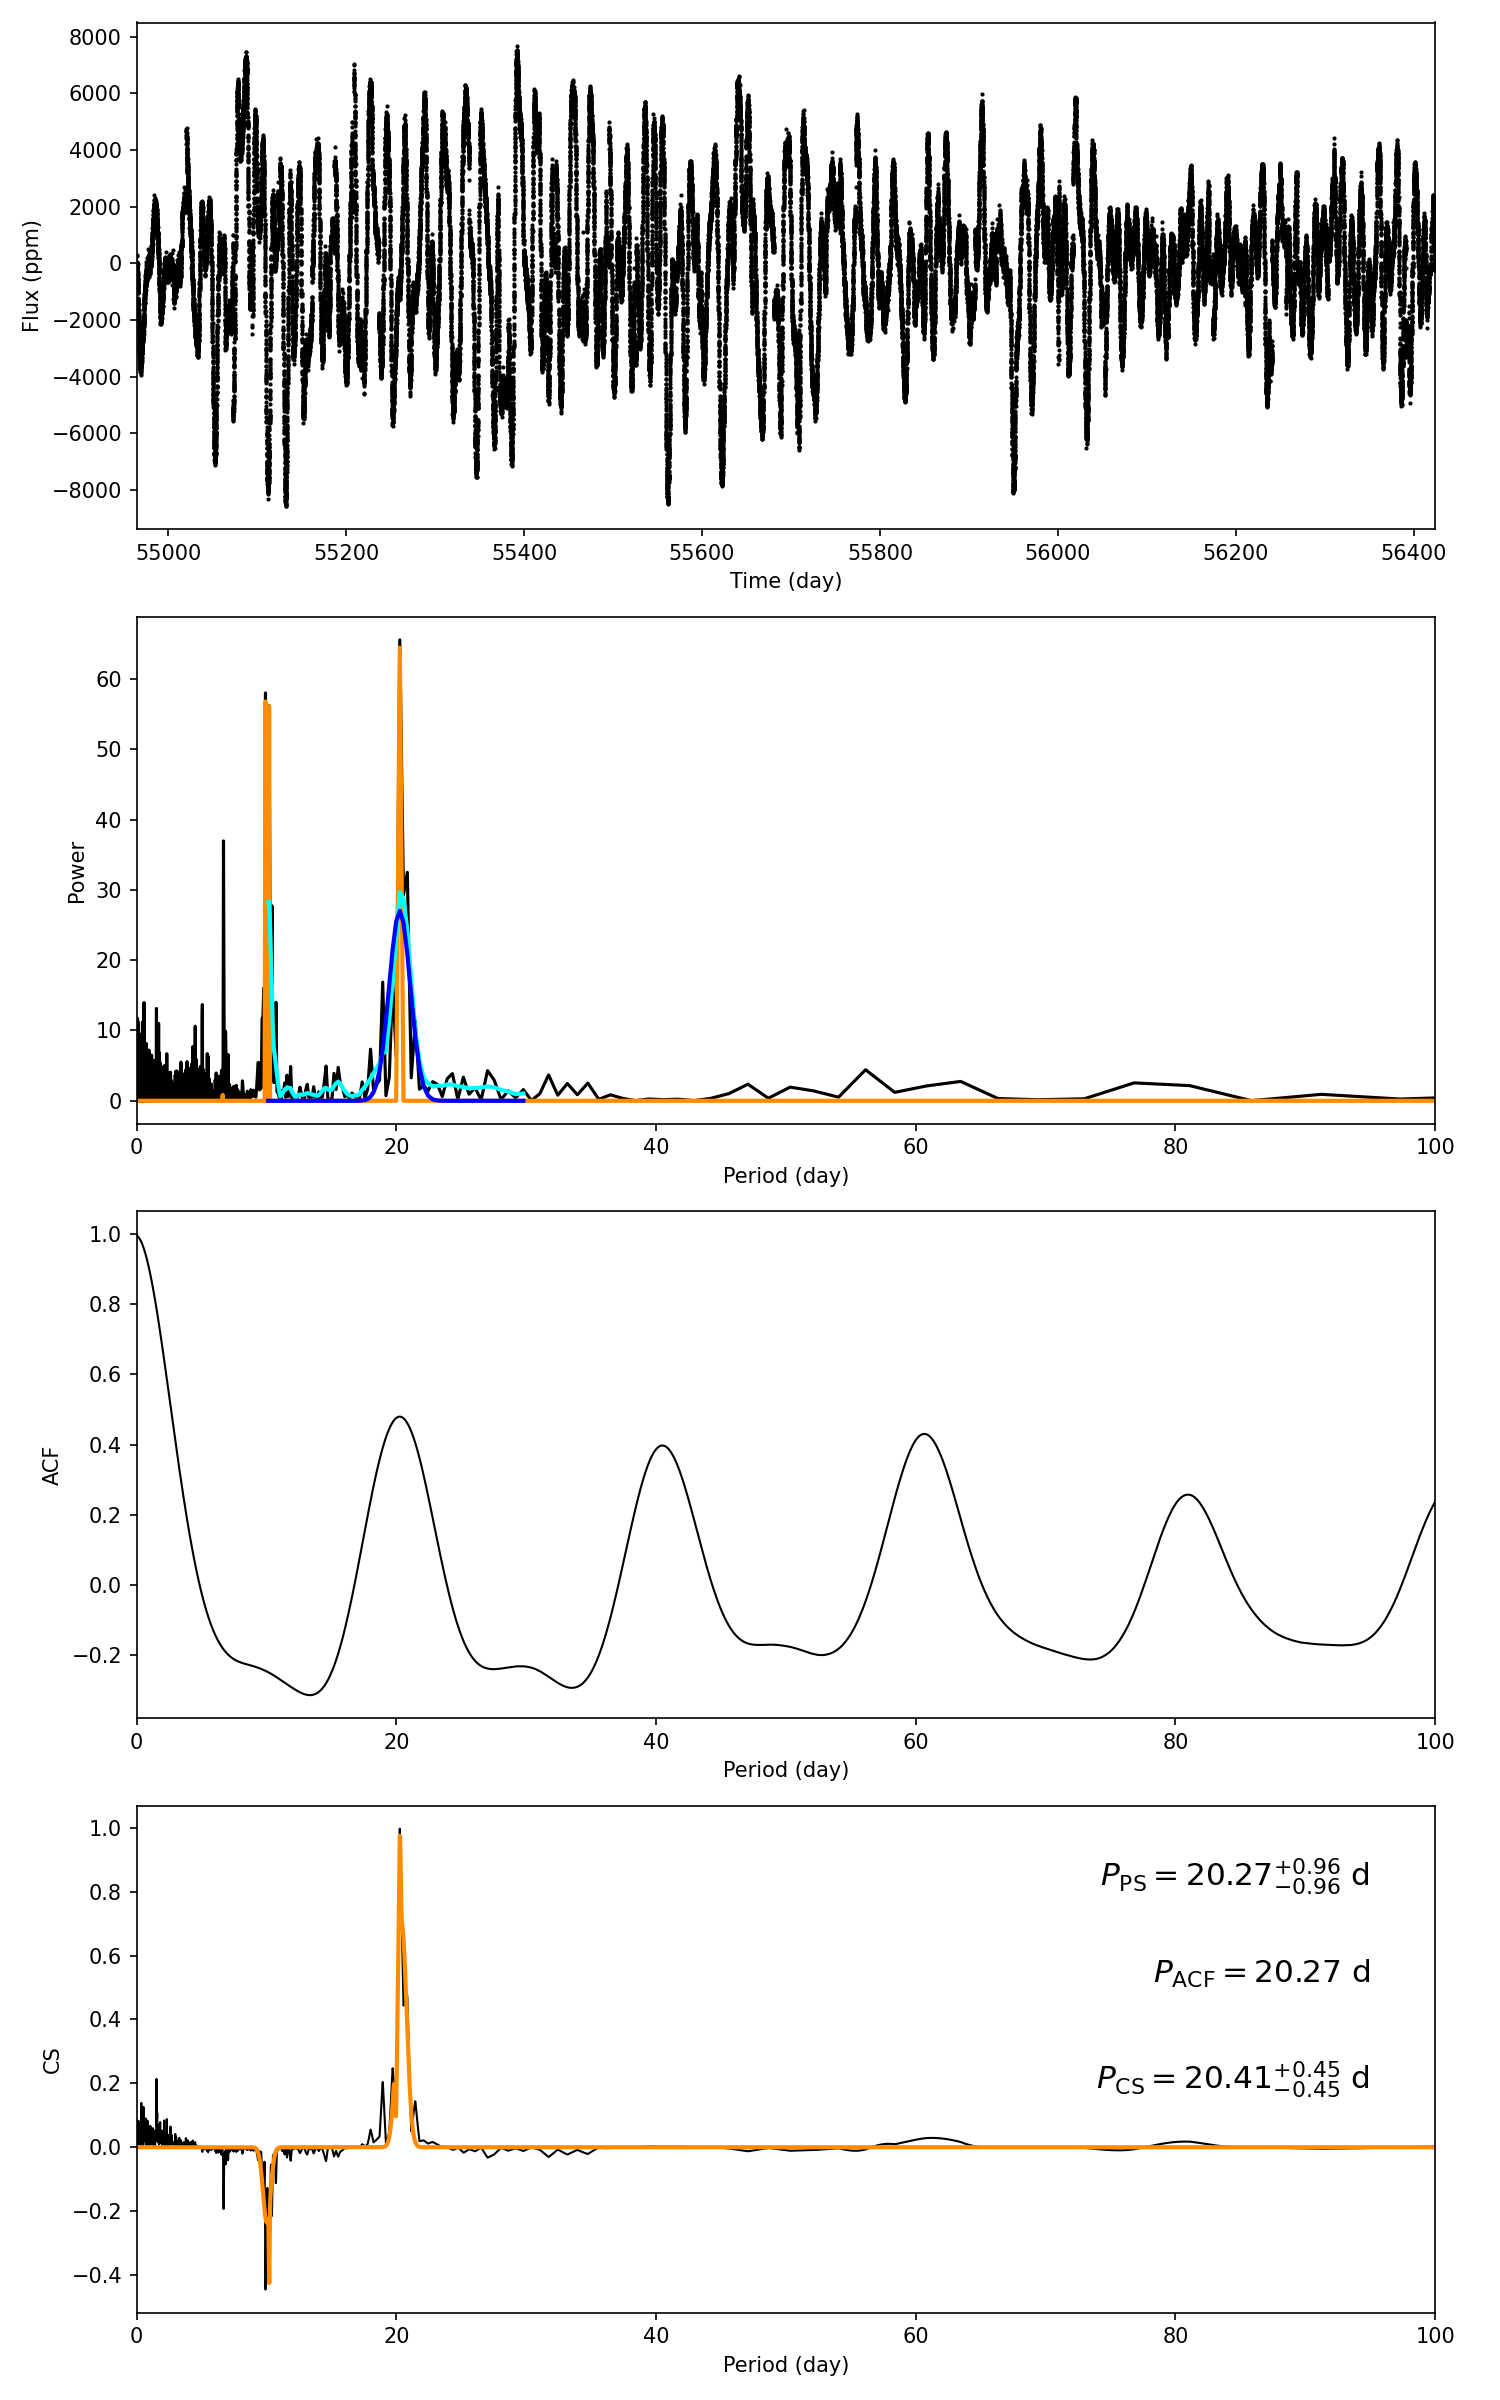 8000
6000
4000
2000
0
−2000
−4000
−6000
−8000
Flux (ppm)
55000 55200 55400 55600 55800 56000 56200 56400
Time (day)
60
50
40
30
20
10
0
Power
0 20 40 60 80 100
Period (day)
1.0
0.8
0.6
0.4
0.2
0.0
−0.2
ACF
0 20 40 60 80 100
Period (day)
1.0
0.8
0.6
0.4
0.2
0.0
−0.2
−0.4
CS
P_PS = 20.27 +0.96 −0.96 d
P_ACF = 20.27 d
P_CS = 20.41 +0.45 −0.45 d
0 20 40 60 80 100
Period (day)